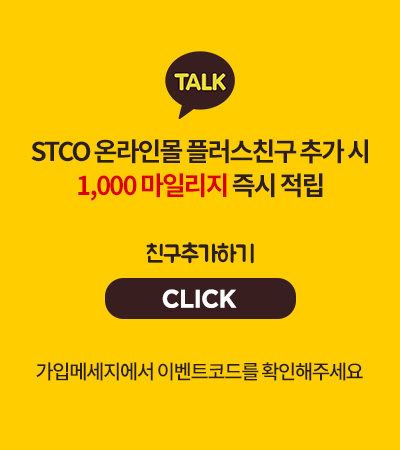 TALK
STCO 온라인몰 플러스친구 추가 시
1,000 마일리지 즉시 적립
친구추가하기
CLICK
가입메세지에서 이벤트코드를 확인해주세요